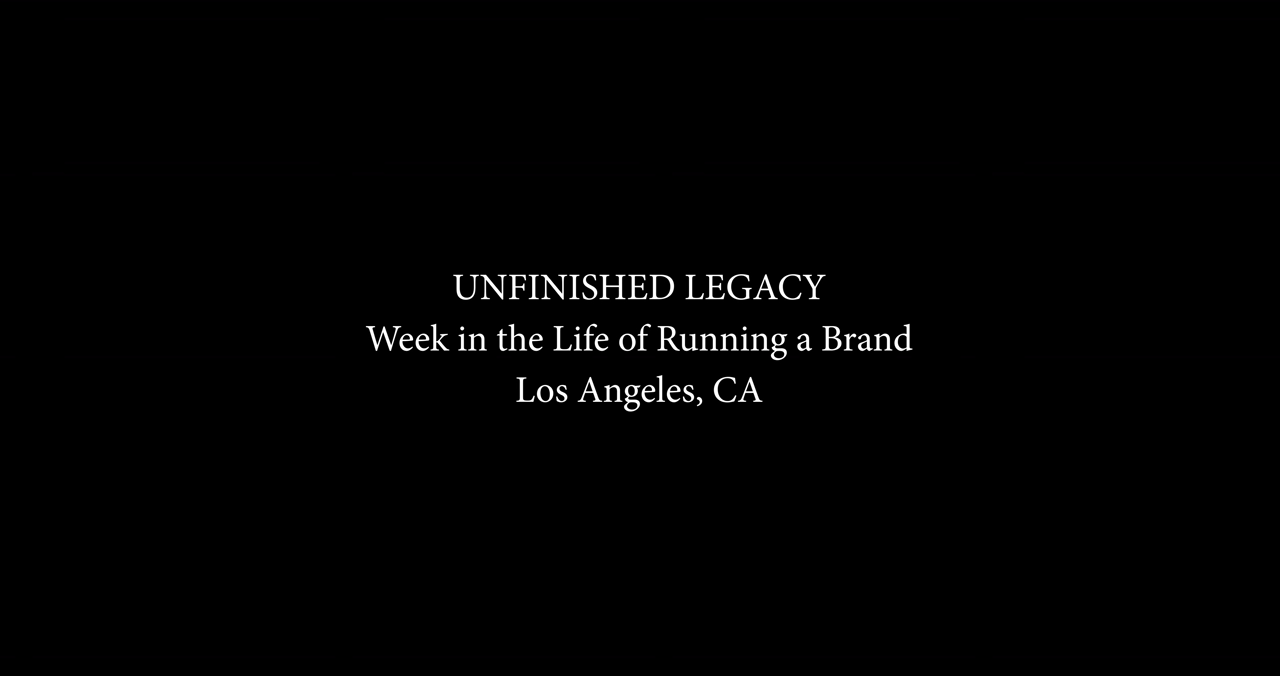 UNFINISHED LEGACY
Week in the Life of Running a Brand
Los Angeles, CA